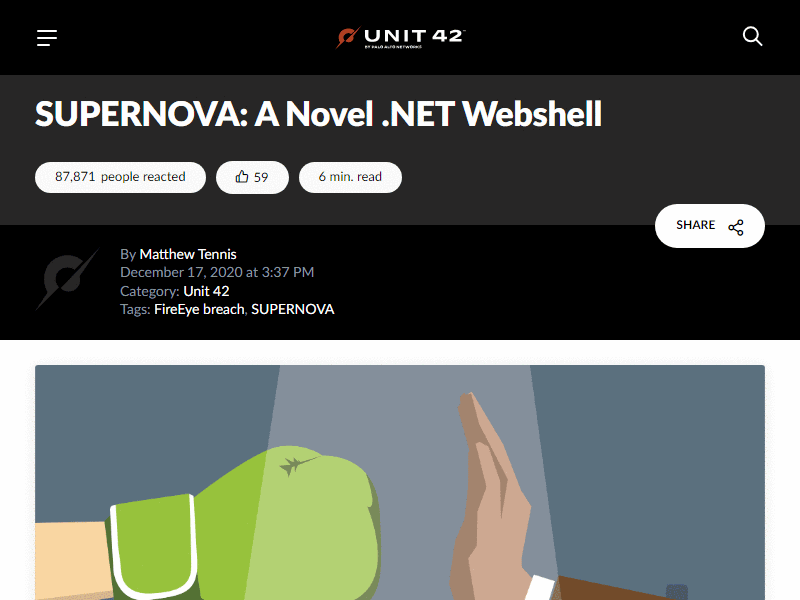 UNIT 42
BY PALO ALTO NETWORKS
SUPERNOVA: A Novel .NET Webshell
87,871 people reacted
59
6 min. read
SHARE
By Matthew Tennis
December 17, 2020 at 3:37 PM
Category: Unit 42
Tags: FireEye breach, SUPERNOVA